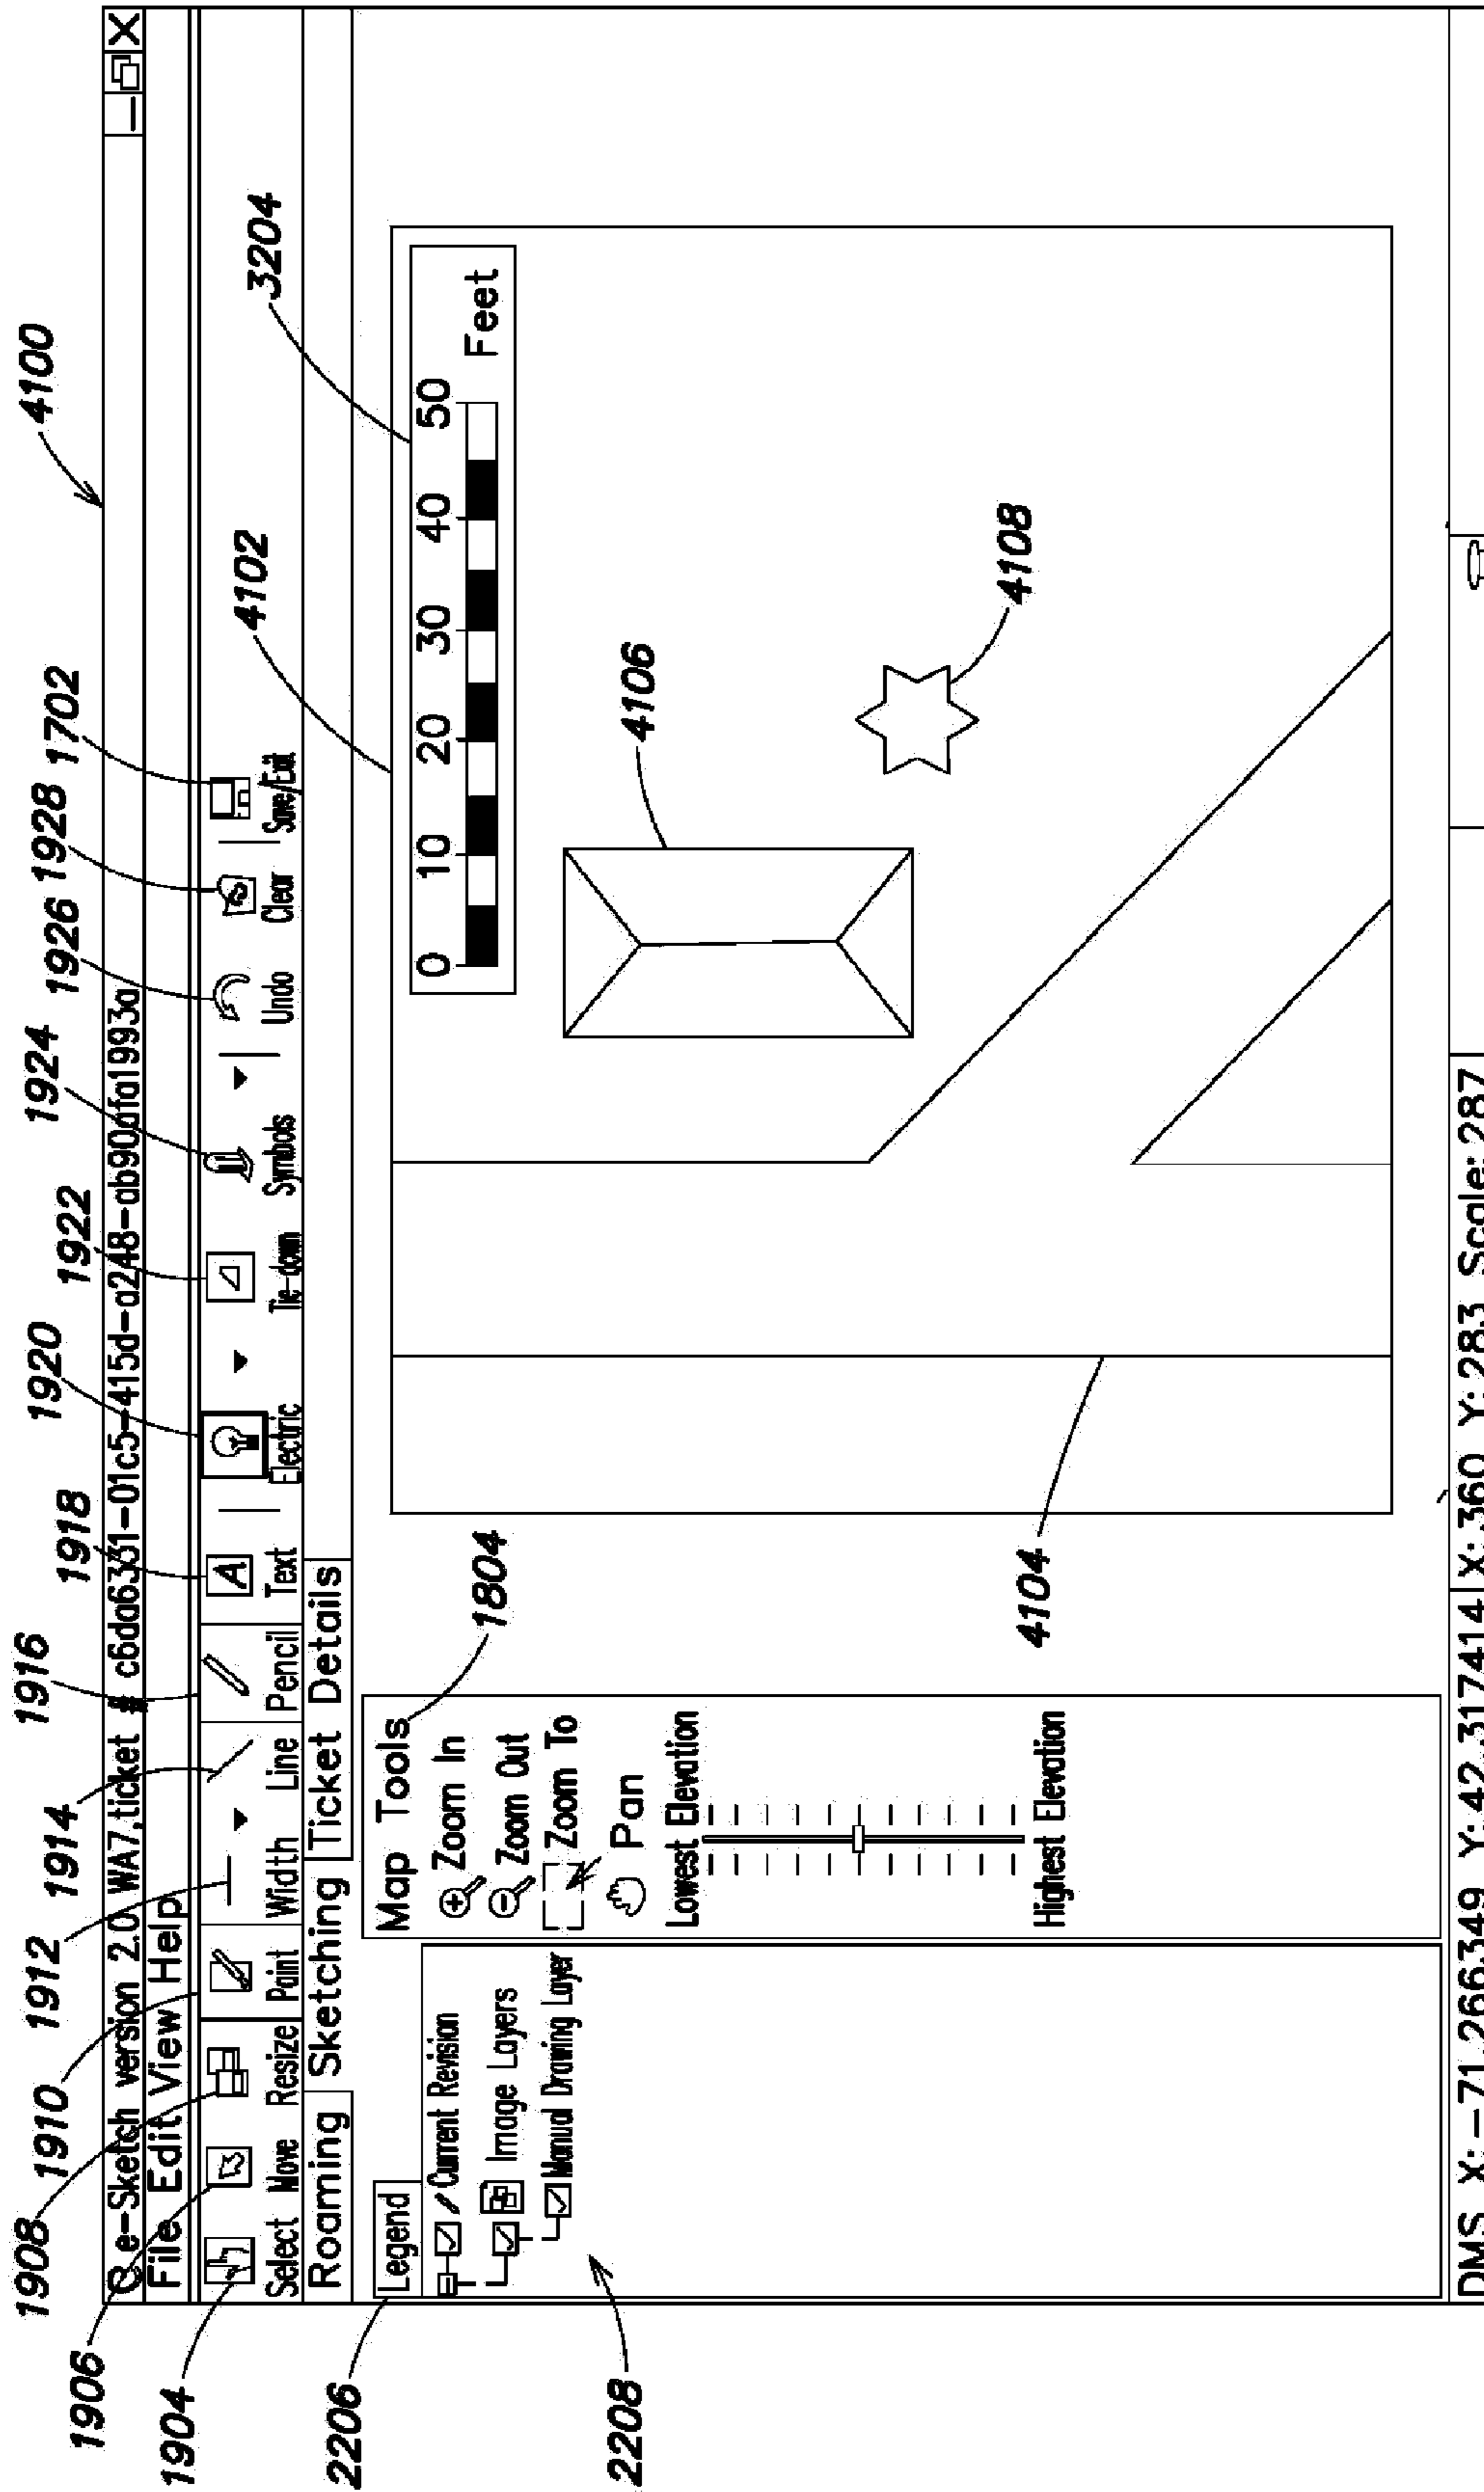 4100
1908 1910 1912 1914 1916 1918 1920 1922 1924 1926 1928 1702
1906
1904
e-Sketch version 2.0 WA7, ticket # c6da6331-01c5-415d-a248-ab90dfa1993a
File Edit View Help
Select Move Resize Paint Width Line Pencil Text Electric Tie-down Symbols Undo Clear Save/Exit
Roaming Sketching Ticket Details
2206
Legend
Current Revision
Image Layers
Manual Drawing Layer
2208
Map Tools
Zoom In
Zoom Out
Zoom To
Pan
Lowest Elevation
Highest Elevation
1804
4102
3204
0 10 20 30 40 50
Feet
4106
4108
4104
DMS X: -71.266349 Y: 42.317414 X: 360 Y: 283 Scale: 287